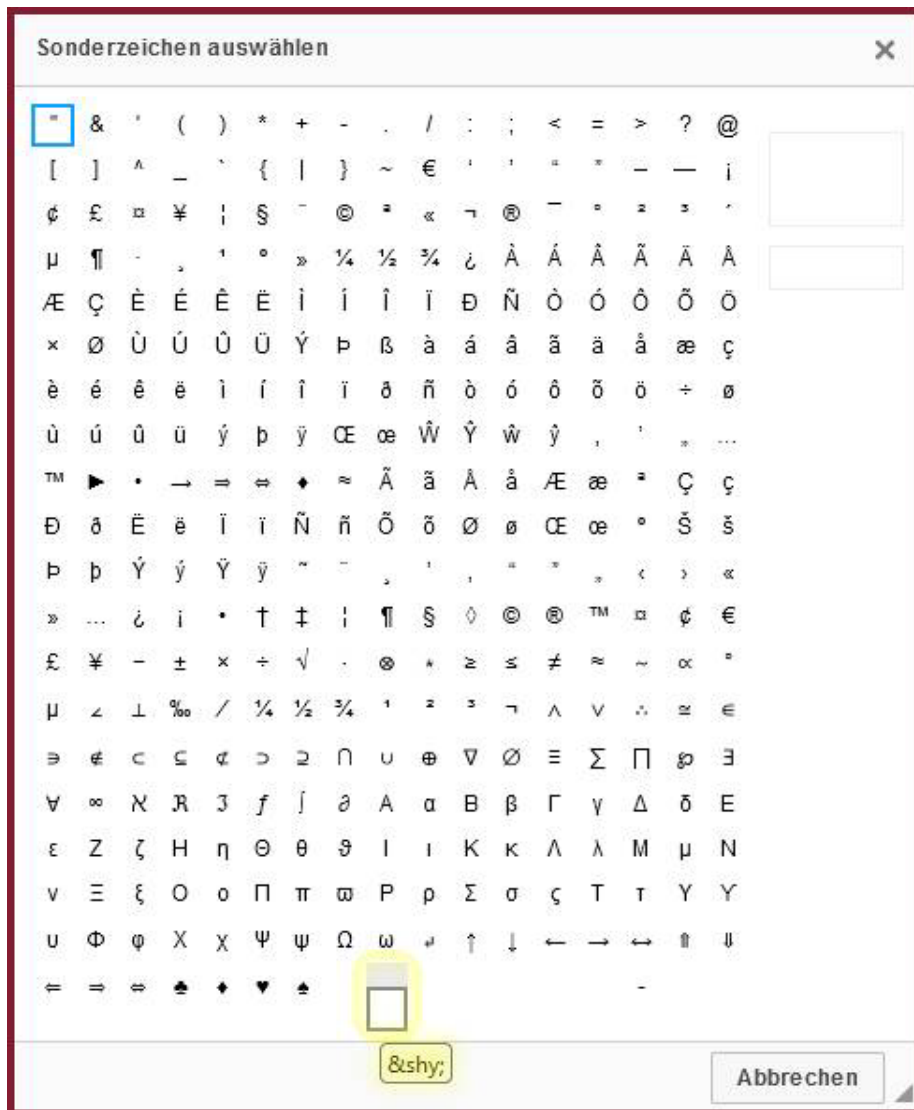 Sonderzeichen auswählen ×
" & ' ( ) * + - . / : ; < = > ? @
[ ] ^ _ ` { | } ~ € ‘ ’ “ ” – — ¡
¢ £ ¤ ¥ ¦ § ¨ © ª « ¬ ® ¯ ° ² ³ ´
µ ¶ · ¸ ¹ º » ¼ ½ ¾ ¿ À Á Â Ã Ä Å
Æ Ç È É Ê Ë Ì Í Î Ï Ð Ñ Ò Ó Ô Õ Ö
× Ø Ù Ú Û Ü Ý Þ ß à á â ã ä å æ ç
è é ê ë ì í î ï ð ñ ò ó ô õ ö ÷ ø
ù ú û ü ý þ ÿ Œ œ Ŵ Ŷ ŵ ŷ ‚ ‛ „ …
™ ► • → ⇒ ⇔ ♦ ≈ Ã ã Å å Æ æ ª Ç ç
Ð ð Ë ë Ï ï Ñ ñ Õ õ Ø ø Œ œ º Š š
Þ þ Ý ý Ÿ ÿ ˜ ¨ ¸ ‘ ‚ “ ” „ ‹ › «
» … ¿ ¡ • † ‡ ¦ ¶ § ◊ © ® ™ ¤ ¢ €
£ ¥ − ± × ÷ √ ⋅ ⊗ ∗ ≥ ≤ ≠ ≈ ∼ ∝ °
µ ∠ ⊥ ‰ ⁄ ¼ ½ ¾ ¹ ² ³ ¬ ∧ ∨ ∴ ≅ ∈
∋ ∉ ⊂ ⊆ ⊄ ⊃ ⊇ ∩ ∪ ⊕ ∇ ∅ ≡ ∑ ∏ ℘ ∃
∀ ∞ ℵ ℜ ℑ ƒ ∫ ∂ Α α Β β Γ γ Δ δ Ε
ε Ζ ζ Η η Θ θ ϑ Ι ι Κ κ Λ λ Μ μ Ν
ν Ξ ξ Ο ο Π π ϖ Ρ ρ Σ σ ς Τ τ Υ ϒ
υ Φ φ Χ χ Ψ ψ Ω ω ↵ ↑ ↓ ← → ↔ ⇑ ⇓
⇐ ⇒ ⇔ ♣ ♦ ♥ ♠ -
&shy;
Abbrechen